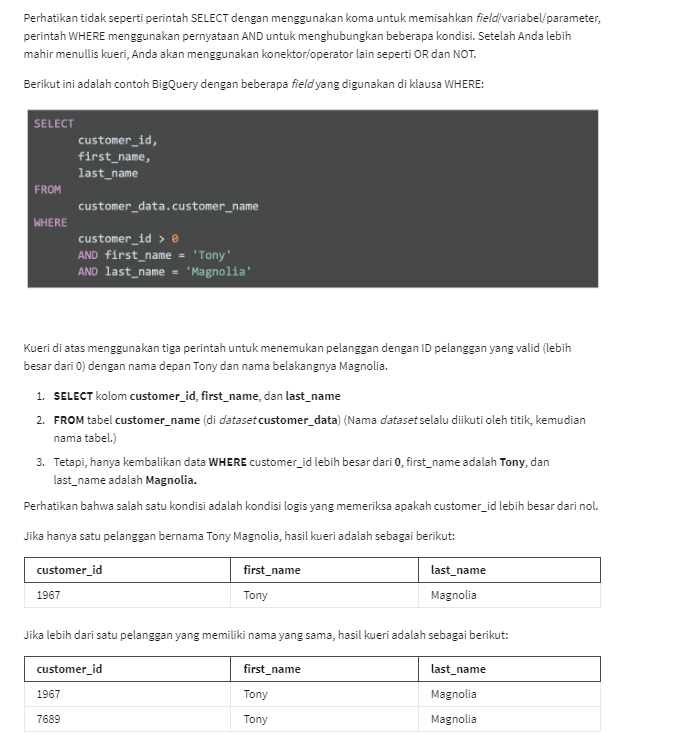 Perhatikan tidak seperti perintah SELECT dengan menggunakan koma untuk memisahkan field/variabel/parameter,
perintah WHERE menggunakan pernyataan AND untuk menghubungkan beberapa kondisi. Setelah Anda lebih
mahir menullis kueri, Anda akan menggunakan konektor/operator lain seperti OR dan NOT.
Berikut ini adalah contoh BigQuery dengan beberapa field yang digunakan di klausa WHERE:
SELECT
customer_id,
first_name,
last_name
FROM
customer_data.customer_name
WHERE
customer_id > 0
AND first_name = 'Tony'
AND last_name = 'Magnolia'
Kueri di atas menggunakan tiga perintah untuk menemukan pelanggan dengan ID pelanggan yang valid (lebih
besar dari 0) dengan nama depan Tony dan nama belakangnya Magnolia.
1. SELECT kolom customer_id, first_name, dan last_name
2. FROM tabel customer_name (di dataset customer_data) (Nama dataset selalu diikuti oleh titik, kemudian
nama tabel.)
3. Tetapi, hanya kembalikan data WHERE customer_id lebih besar dari 0, first_name adalah Tony, dan
last_name adalah Magnolia.
Perhatikan bahwa salah satu kondisi adalah kondisi logis yang memeriksa apakah customer_id lebih besar dari nol.
Jika hanya satu pelanggan bernama Tony Magnolia, hasil kueri adalah sebagai berikut:
customer_id first_name last_name
1967 Tony Magnolia
Jika lebih dari satu pelanggan yang memiliki nama yang sama, hasil kueri adalah sebagai berikut:
customer_id first_name last_name
1967 Tony Magnolia
7689 Tony Magnolia